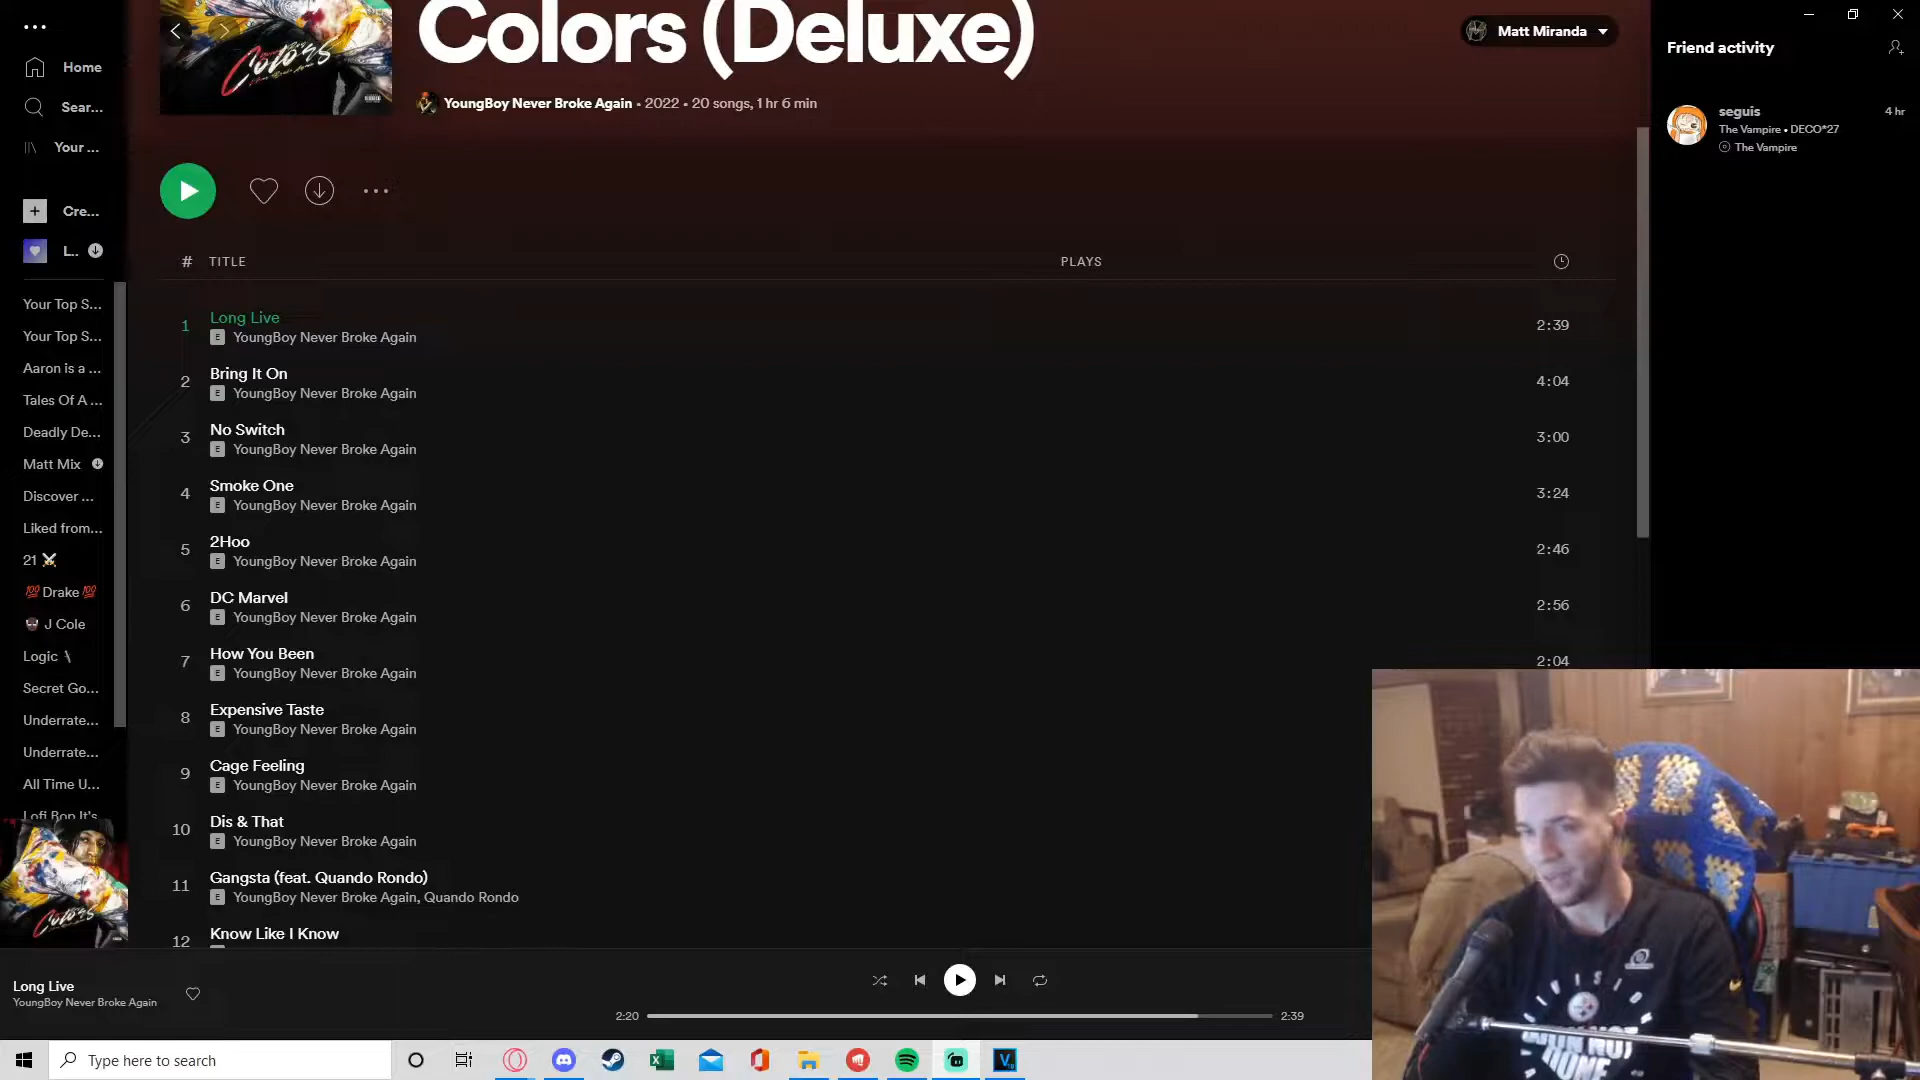 Colors (Deluxe)
YoungBoy Never Broke Again • 2022 • 20 songs, 1 hr 6 min
Matt Miranda
Friend activity
seguis
4 hr
The Vampire • DECO*27
The Vampire
Home
Sear...
Your ...
Cre...
L..
Your Top S...
Your Top S...
Aaron is a ...
Tales Of A ...
Deadly De...
Matt Mix
Discover ...
Liked from...
21 ⚔
💯 Drake 💯
J Cole
Logic \
Secret Go...
Underrate...
Underrate...
All Time U...
Lofi Bop It's
Colors
Colors
# TITLE PLAYS
1 Long Live 2:39
E YoungBoy Never Broke Again
2 Bring It On 4:04
E YoungBoy Never Broke Again
3 No Switch 3:00
E YoungBoy Never Broke Again
4 Smoke One 3:24
E YoungBoy Never Broke Again
5 2Hoo 2:46
E YoungBoy Never Broke Again
6 DC Marvel 2:56
E YoungBoy Never Broke Again
7 How You Been 2:04
E YoungBoy Never Broke Again
8 Expensive Taste
E YoungBoy Never Broke Again
9 Cage Feeling
E YoungBoy Never Broke Again
10 Dis & That
E YoungBoy Never Broke Again
11 Gangsta (feat. Quando Rondo)
E YoungBoy Never Broke Again, Quando Rondo
12 Know Like I Know
Long Live
YoungBoy Never Broke Again
2:20
2:39
Type here to search